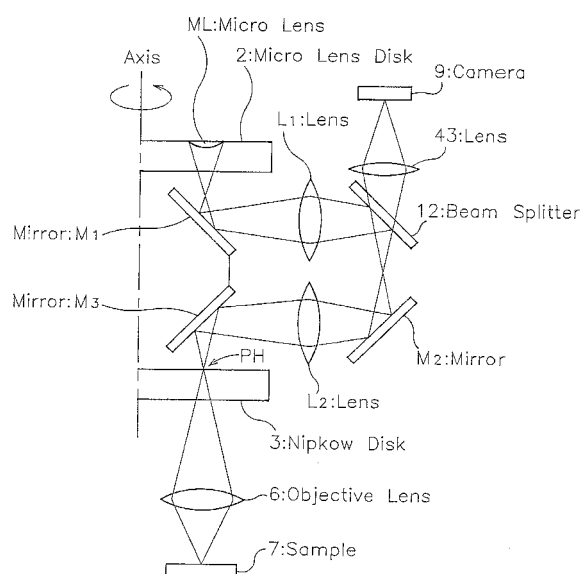 ML:Micro Lens
Axis
2:Micro Lens Disk
9:Camera
L1:Lens
43:Lens
12:Beam Splitter
Mirror:M1
Mirror:M3
PH
M2:Mirror
L2:Lens
3:Nipkow Disk
6:Objective Lens
7:Sample